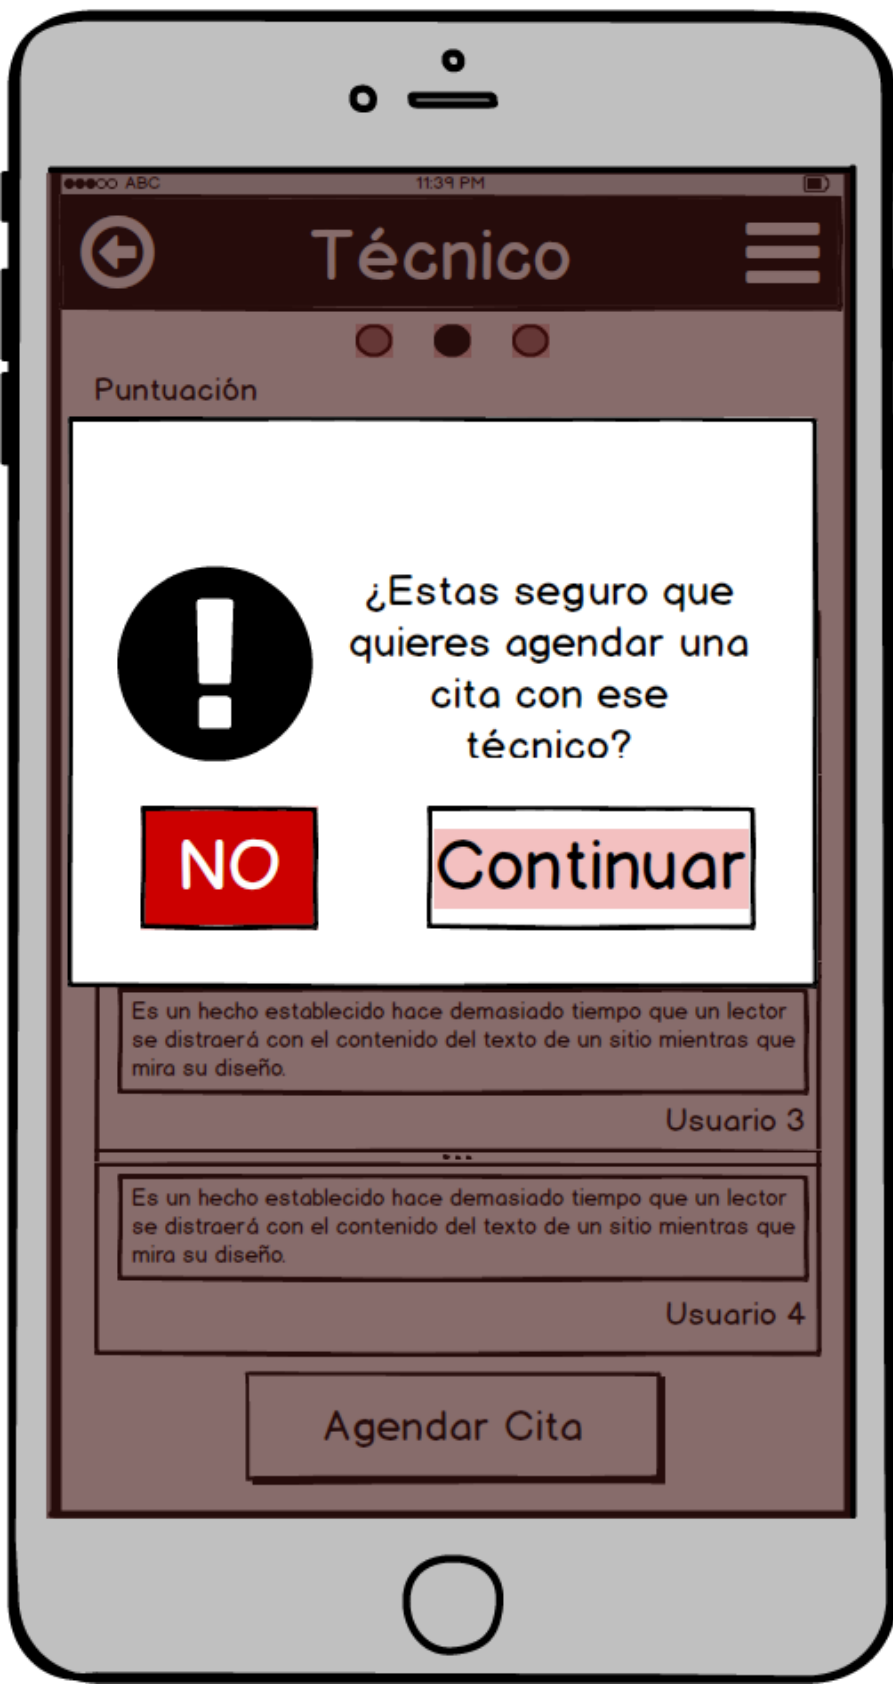 ABC
11:39 PM
Técnico
Puntuación
¿Estas seguro que
quieres agendar una
cita con ese
técnico?
NO
Continuar
Es un hecho establecido hace demasiado tiempo que un lector
se distraerá con el contenido del texto de un sitio mientras que
mira su diseño.
Usuario 3
...
Es un hecho establecido hace demasiado tiempo que un lector
se distraerá con el contenido del texto de un sitio mientras que
mira su diseño.
Usuario 4
Agendar Cita